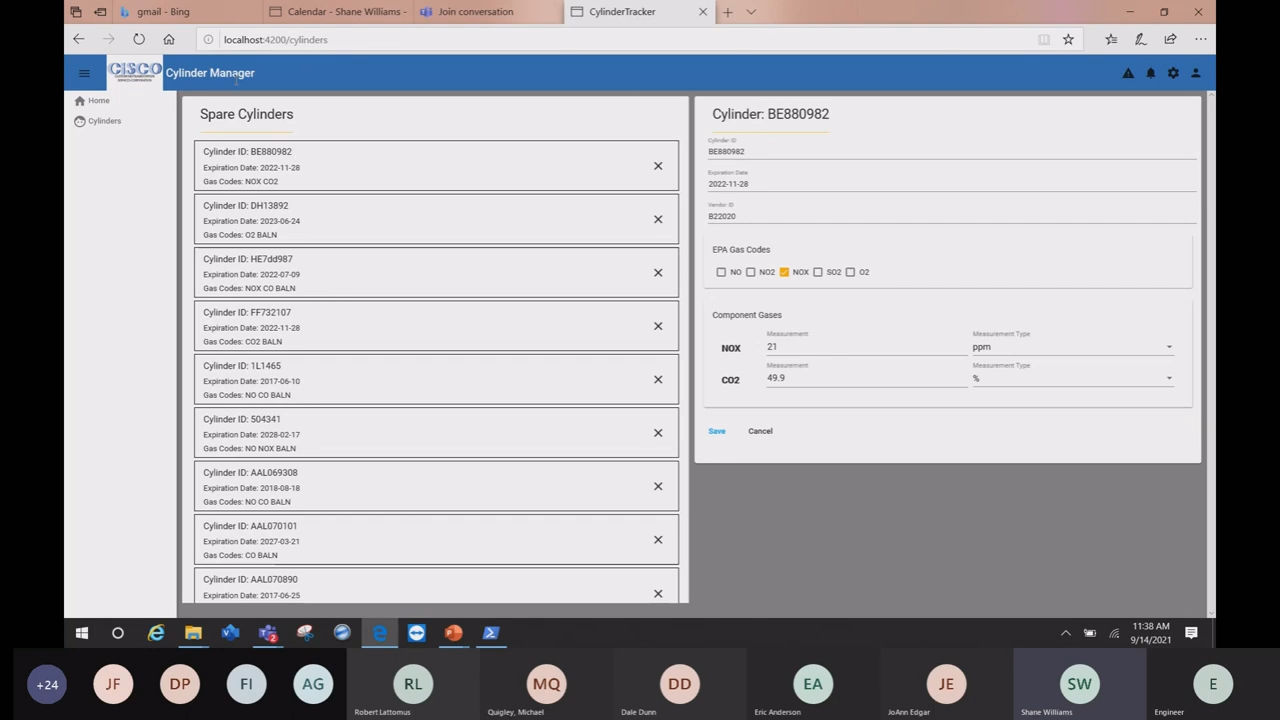 gmail - Bing
Calendar - Shane Williams -
Join conversation
CylinderTracker
localhost:4200/cylinders
CISCO
Cylinder Manager
Home
Cylinders
Spare Cylinders
Cylinder ID: BE880982
Expiration Date: 2022-11-28
Gas Codes: NOX CO2
Cylinder ID: DH13892
Expiration Date: 2023-06-24
Gas Codes: O2 BALN
Cylinder ID: HE7dd987
Expiration Date: 2022-07-09
Gas Codes: NOX CO BALN
Cylinder ID: FF732107
Expiration Date: 2022-11-28
Gas Codes: CO2 BALN
Cylinder ID: 1L1465
Expiration Date: 2017-06-10
Gas Codes: NO CO BALN
Cylinder ID: 504341
Expiration Date: 2028-02-17
Gas Codes: NO NOX BALN
Cylinder ID: AAL069308
Expiration Date: 2018-08-18
Gas Codes: NO CO BALN
Cylinder ID: AAL070101
Expiration Date: 2027-03-21
Gas Codes: CO BALN
Cylinder ID: AAL070890
Expiration Date: 2017-06-25
Cylinder: BE880982
Cylinder ID
BE880982
Expiration Date
2022-11-28
Vendor ID
B22020
EPA Gas Codes
NO NO2 NOX SO2 O2
Component Gases
Measurement Measurement Type
NOX 21 ppm
Measurement Measurement Type
CO2 49.9 %
Save Cancel
11:38 AM
9/14/2021
+24 JF DP FI AG RL MQ DD EA JE SW E
Robert Lattomus Quigley, Michael Dale Dunn Eric Anderson JoAnn Edgar Shane Williams Engineer